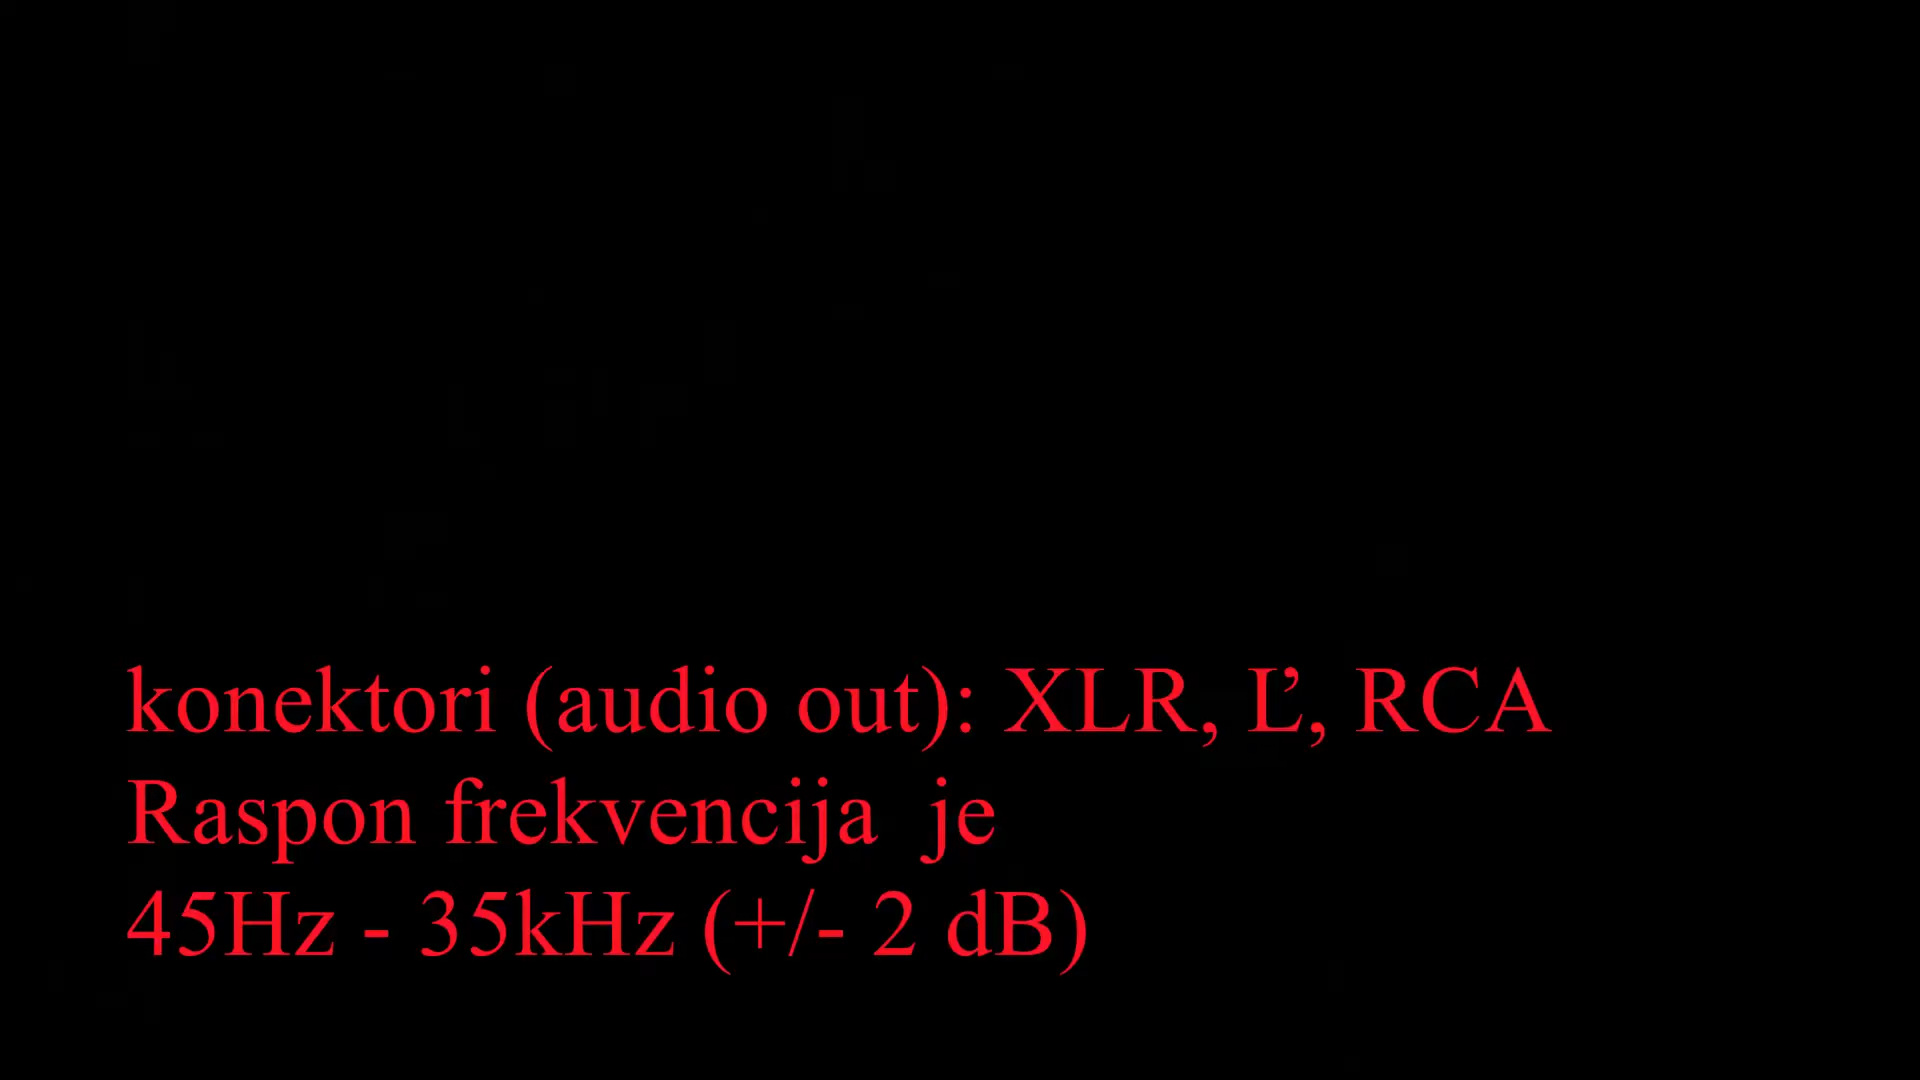 konektori (audio out): XLR, Ľ, RCA
Raspon frekvencija  je
45Hz - 35kHz (+/- 2 dB)